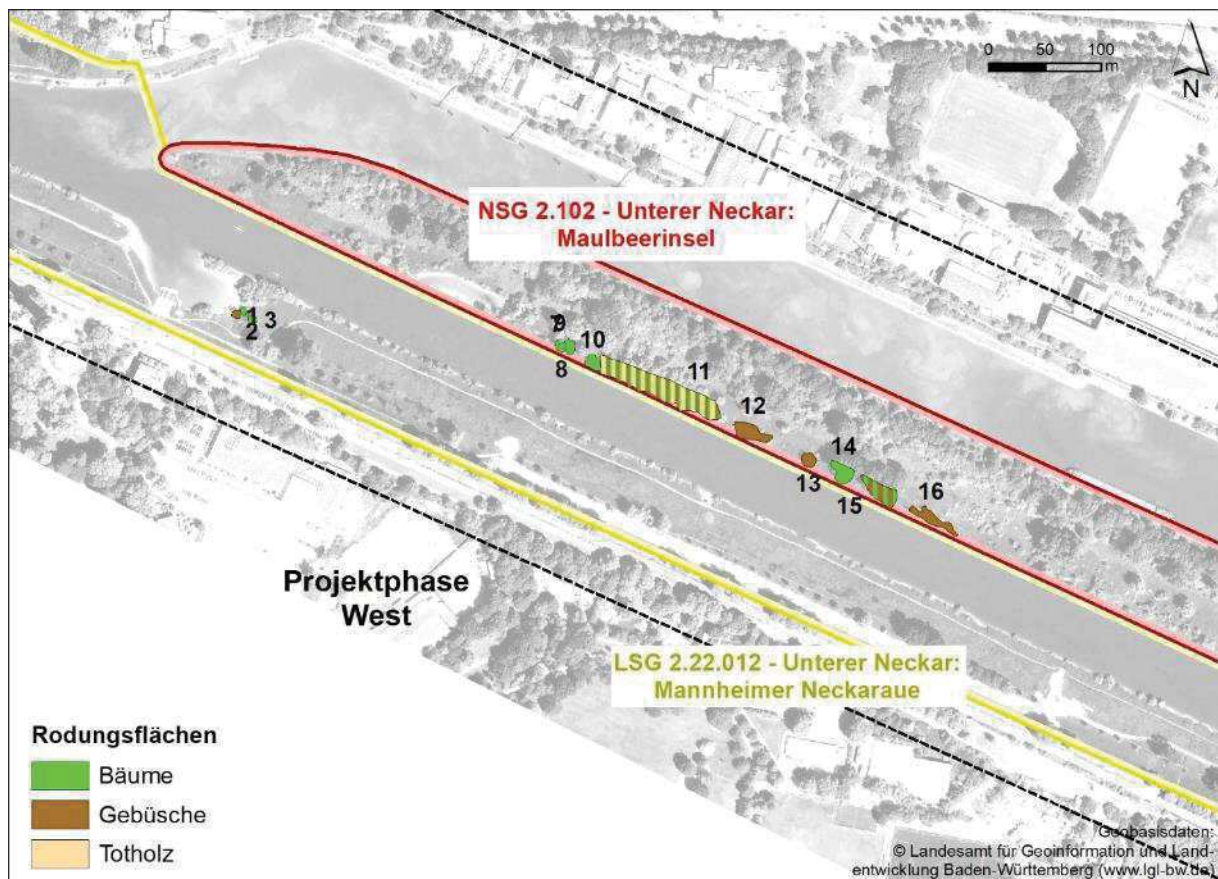 0 50 100
m
N
NSG 2.102 - Unterer Neckar:
Maulbeerinsel
1
2
3
9
8
10
11
12
13
14
15
16
Projektphase
West
LSG 2.22.012 - Unterer Neckar:
Mannheimer Neckaraue
Rodungsflächen
Bäume
Gebüsche
Totholz
Geobasisdaten:
© Landesamt für Geoinformation und Land-
entwicklung Baden-Württemberg (www.lgl-bw.de)